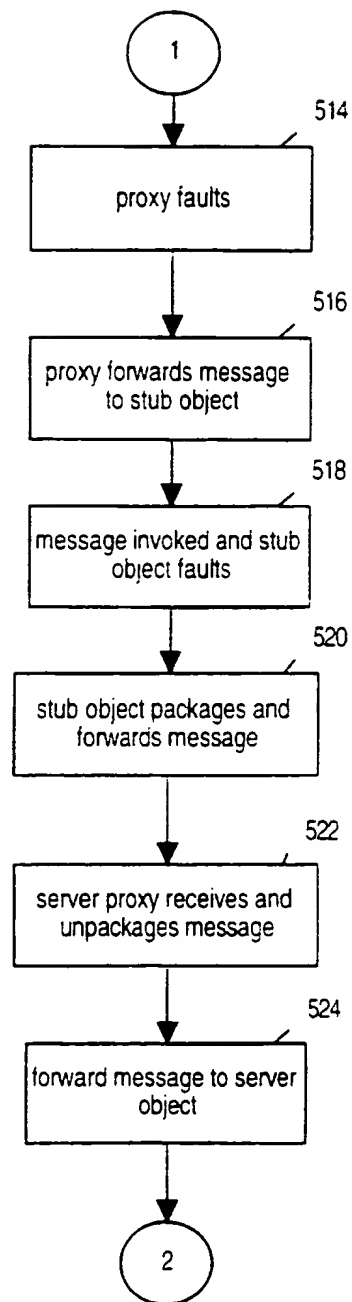 1
514
proxy faults
516
proxy forwards message
to stub object
518
message invoked and stub
object faults
520
stub object packages and
forwards message
522
server proxy receives and
unpackages message
524
forward message to server
object
2